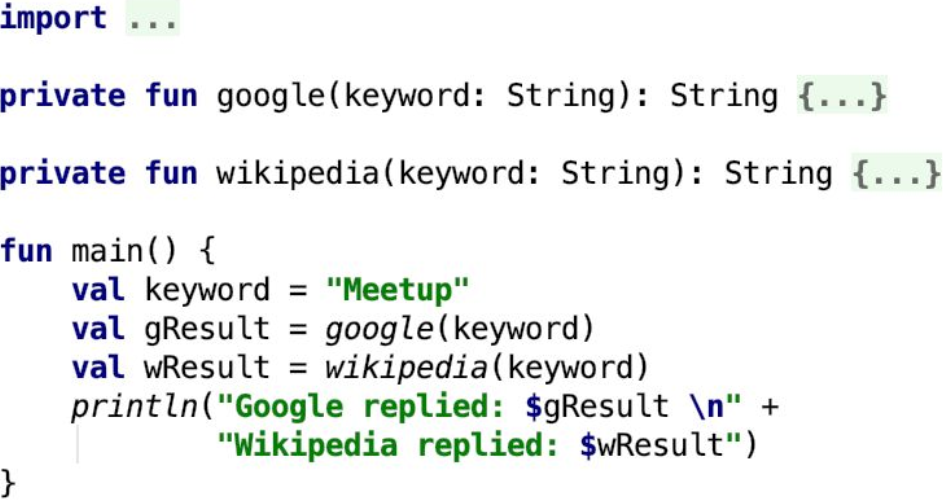 import ...
private fun google(keyword: String): String {...}
private fun wikipedia(keyword: String): String {...}
fun main() {
    val keyword = "Meetup"
    val gResult = google(keyword)
    val wResult = wikipedia(keyword)
    println("Google replied: $gResult \n" +
            "Wikipedia replied: $wResult")
}